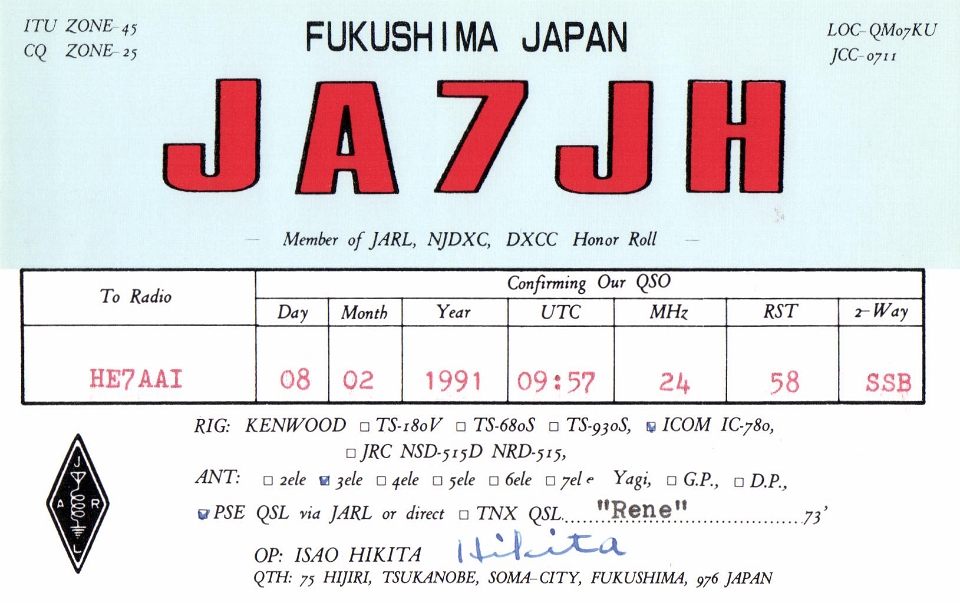 ITU ZONE-45
CQ ZONE-25
FUKUSHIMA JAPAN
LOC-QM07KU
JCC-0711
JA7JH
— Member of JARL, NJDXC, DXCC Honor Roll —
To Radio
Confirming Our QSO
Day Month Year UTC MHz RST 2-Way
HE7AAI 08 02 1991 09:57 24 58 SSB
RIG: KENWOOD □ TS-180V □ TS-680S □ TS-930S, ☑ ICOM IC-780,
□ JRC NSD-515D NRD-515,
ANT: □ 2ele ☑ 3ele □ 4ele □ 5ele □ 6ele □ 7ele Yagi, □ G.P., □ D.P.,
☑ PSE QSL via JARL or direct □ TNX QSL....."Rene"..............73'
OP: ISAO HIKITA Hikita
QTH: 75 HIJIRI, TSUKANOBE, SOMA-CITY, FUKUSHIMA, 976 JAPAN
J
A R
L